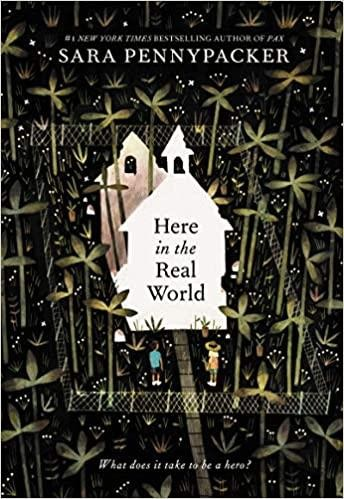 #1 NEW YORK TIMES BESTSELLING AUTHOR OF PAX
SARA PENNYPACKER
Here
in the
Real
World
What does it take to be a hero?